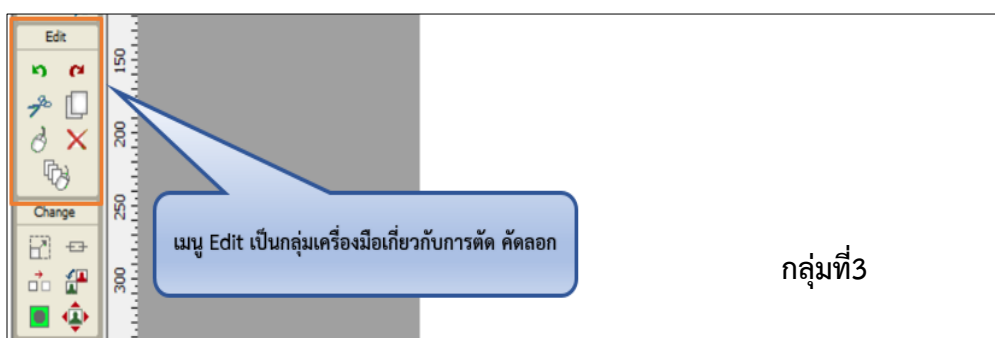 Edit
150
200
250
300
Change
เมนู Edit เป็นกลุ่มเครื่องมือเกี่ยวกับการตัด คัดลอก
กลุ่มที่3